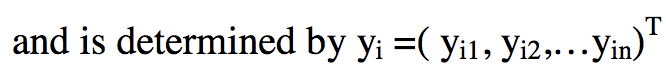 and is determined by yᵢ =( yᵢ₁, yᵢ₂,…yᵢₙ)ᵀ